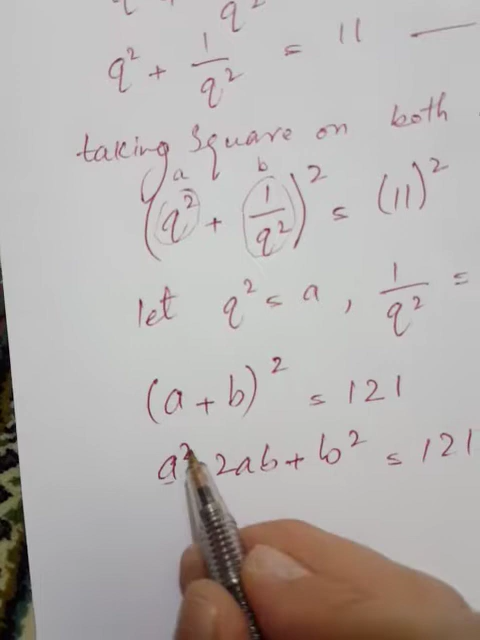 q²
q² + 1/q² = 11
taking square on both
a b
(q² + 1/q²)² = (11)²
let q² = a , 1/q² =
(a + b)² = 121
a² 2ab + b² = 121